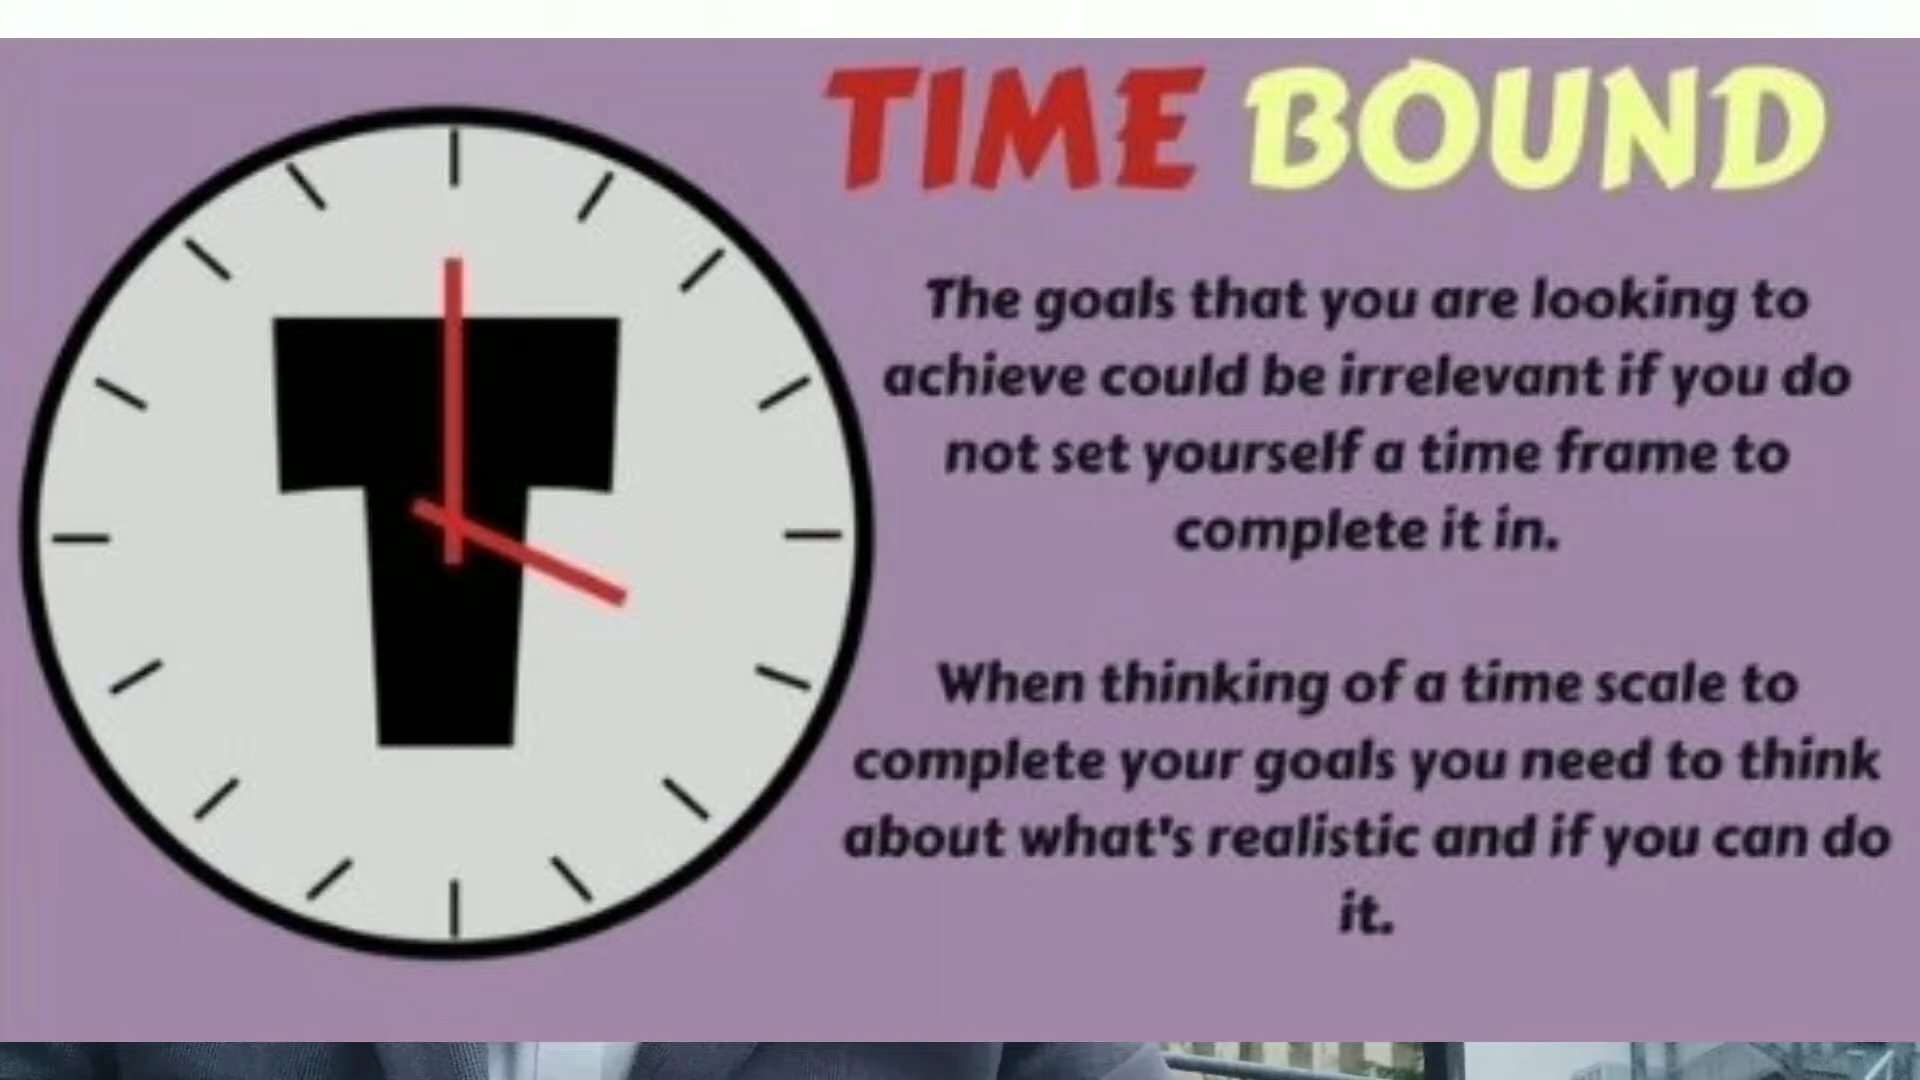 TIME BOUND
T
The goals that you are looking to
achieve could be irrelevant if you do
not set yourself a time frame to
complete it in.
When thinking of a time scale to
complete your goals you need to think
about what's realistic and if you can do
it.